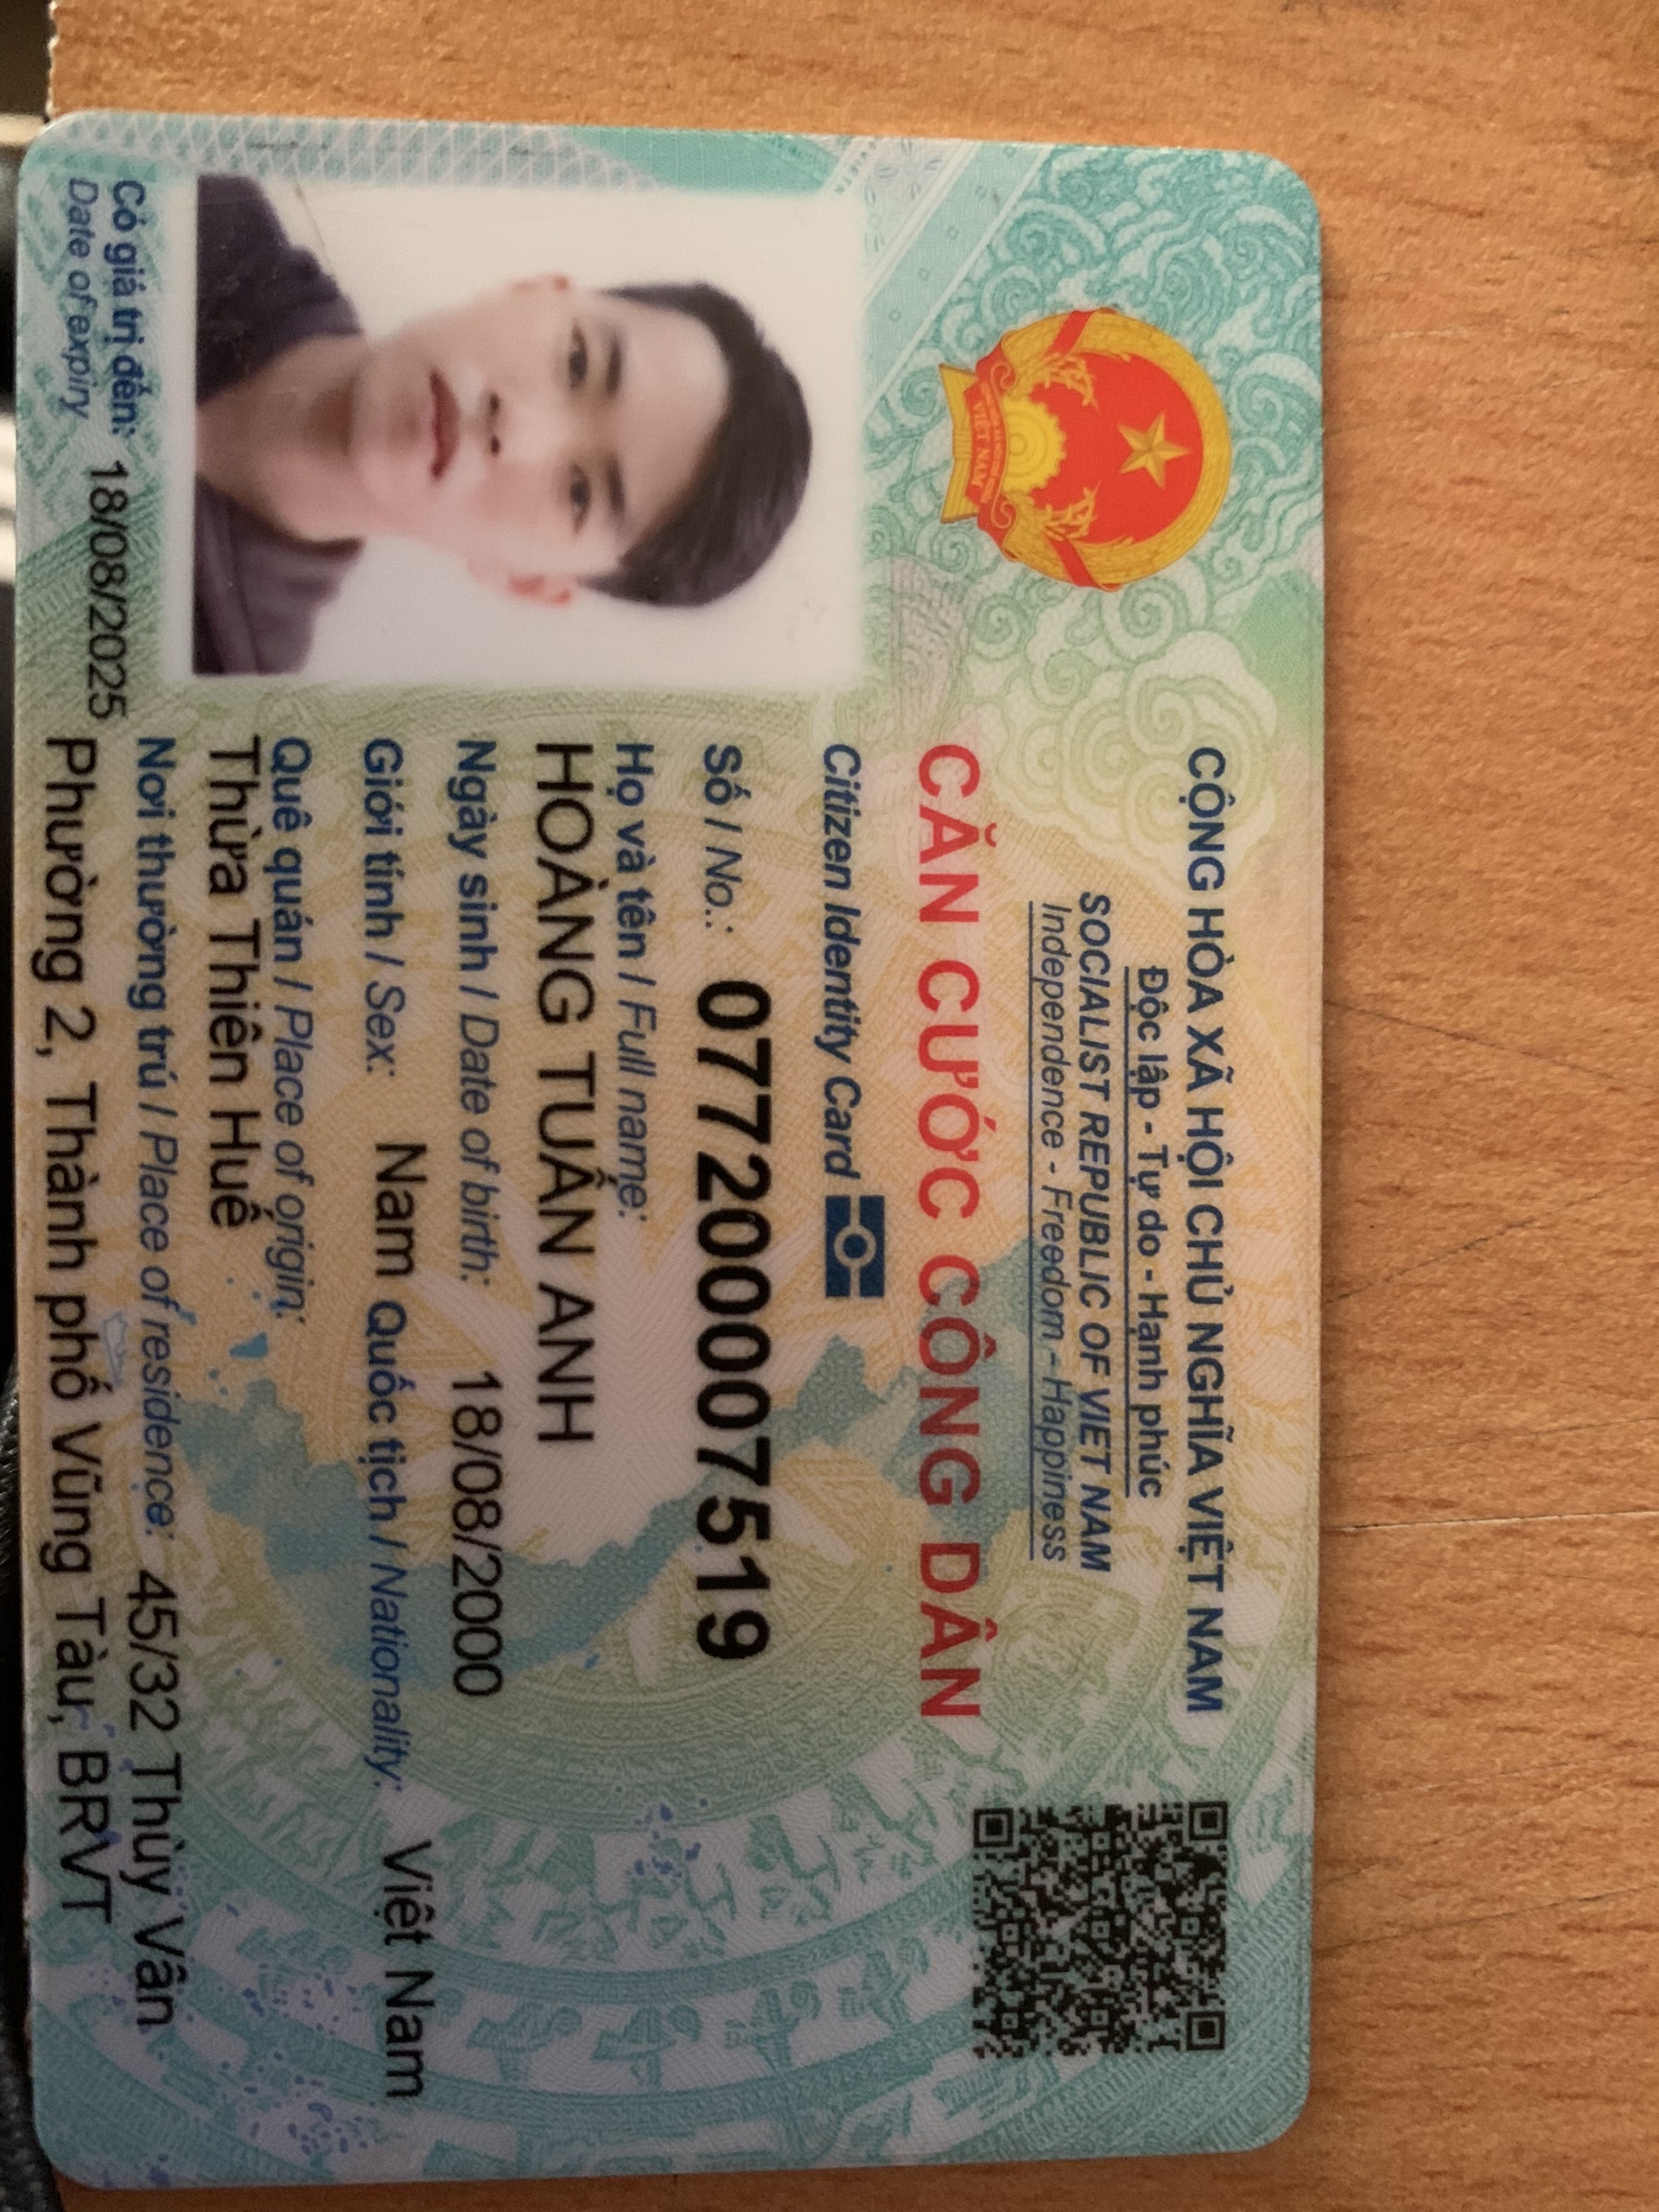 CỘNG HÒA XÃ HỘI CHỦ NGHĨA VIỆT NAM
Độc lập - Tự do - Hạnh phúc
SOCIALIST REPUBLIC OF VIET NAM
Independence - Freedom - Happiness
CĂN CƯỚC CÔNG DÂN
Citizen Identity Card
Số / No.: 077200007519
Họ và tên / Full name:
HOÀNG TUẤN ANH
Ngày sinh / Date of birth: 18/08/2000
Giới tính / Sex: Nam Quốc tịch / Nationality: Việt Nam
Quê quán / Place of origin:
Thừa Thiên Huế
Nơi thường trú / Place of residence: 45/32 Thùy Vân
Phường 2, Thành phố Vũng Tàu, BRVT
Có giá trị đến: 18/08/2025
Date of expiry
VIỆT NAM